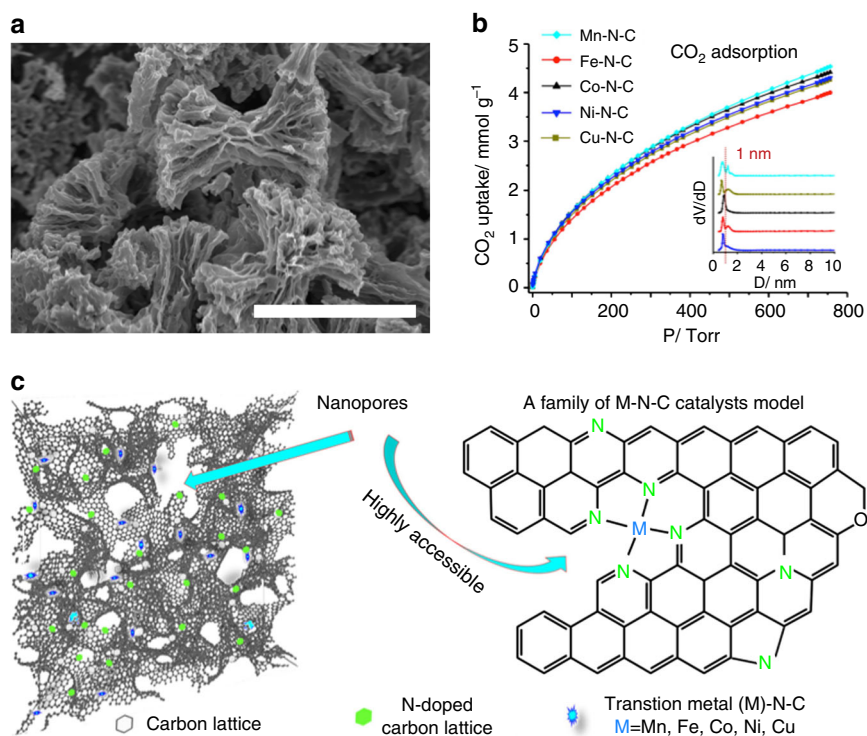 a
b
Mn-N-C
Fe-N-C
Co-N-C
Ni-N-C
Cu-N-C
CO₂ adsorption
CO₂ uptake/ mmol g⁻¹
5
4
3
2
1
0
0
200
400
600
800
P/ Torr
1 nm
dV/dD
0 2 4 6 8 10
D/ nm
c
Nanopores
Highly accessible
A family of M-N-C catalysts model
N
N
N
M
N
N
N
N
O
Carbon lattice
N-doped
carbon lattice
Transtion metal (M)-N-C
M=Mn, Fe, Co, Ni, Cu